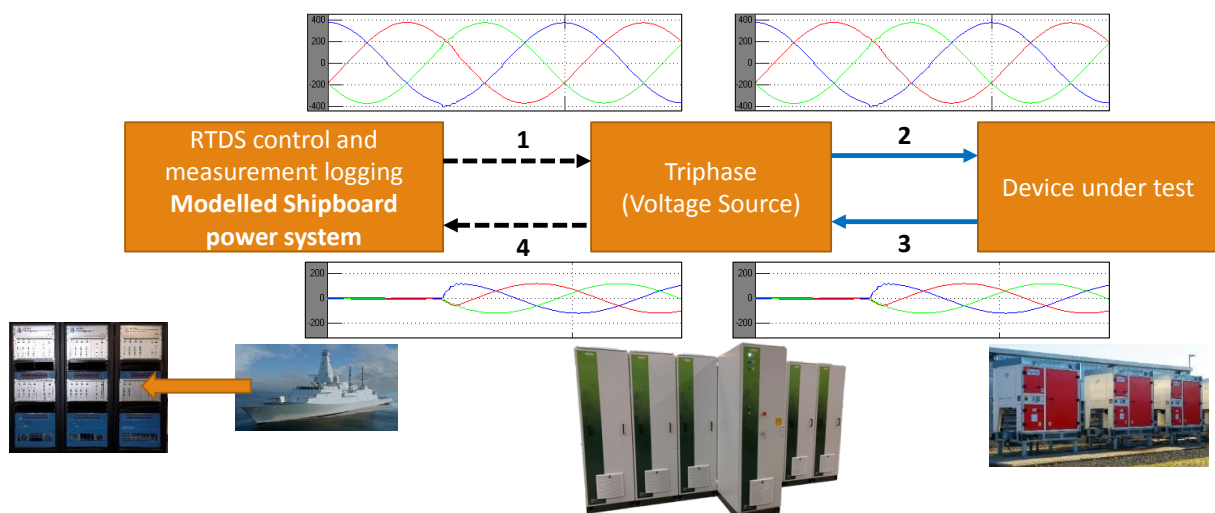 400
200
0
-200
-400
400
200
0
-200
-400
RTDS control and
measurement logging
Modelled Shipboard
power system
1
4
Triphase
(Voltage Source)
2
3
Device under test
200
0
-200
200
0
-200